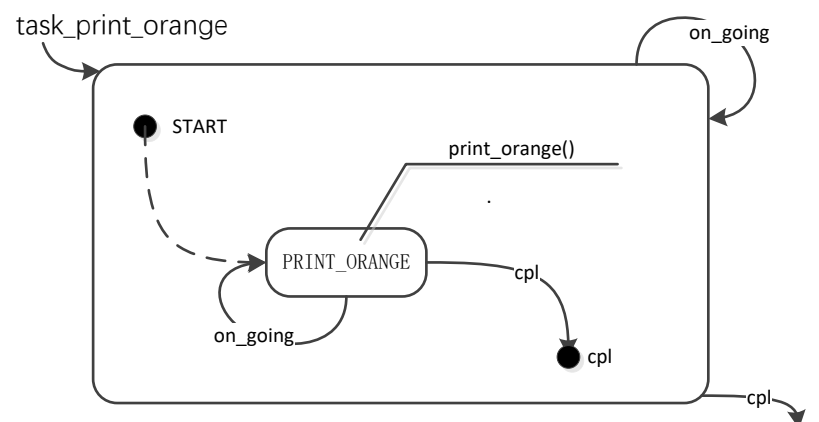 task_print_orange
on_going
START
print_orange()
.
PRINT_ORANGE
cpl
on_going
cpl
cpl